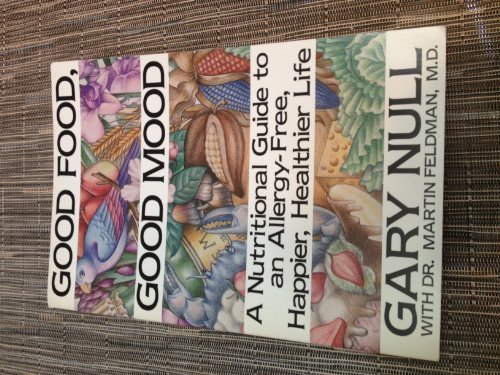 GOOD FOOD,
GOOD MOOD
A Nutritional Guide to
an Allergy-Free,
Happier, Healthier Life
GARY NULL
WITH DR. MARTIN FELDMAN, M.D.